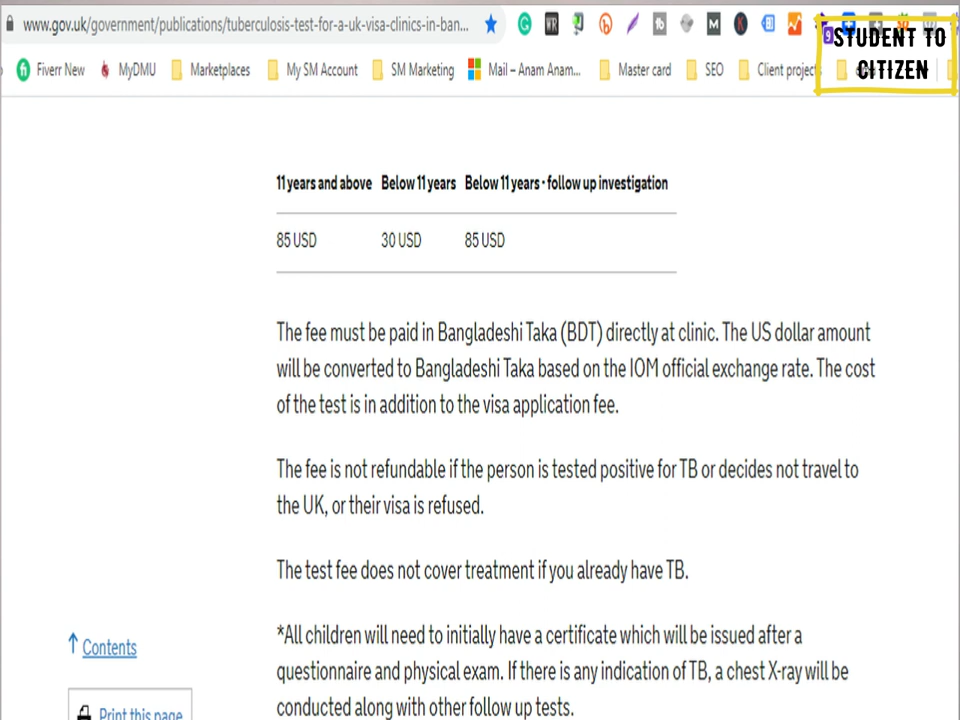 www.gov.uk/government/publications/tuberculosis-test-for-a-uk-visa-clinics-in-ban...
STUDENT TO
CITIZEN
Fiverr New MyDMU Marketplaces My SM Account SM Marketing Mail – Anam Anam... Master card SEO Client project
11 years and above Below 11 years Below 11 years · follow up investigation
85 USD 30 USD 85 USD
The fee must be paid in Bangladeshi Taka (BDT) directly at clinic. The US dollar amount
will be converted to Bangladeshi Taka based on the IOM official exchange rate. The cost
of the test is in addition to the visa application fee.
The fee is not refundable if the person is tested positive for TB or decides not travel to
the UK, or their visa is refused.
The test fee does not cover treatment if you already have TB.
*All children will need to initially have a certificate which will be issued after a
questionnaire and physical exam. If there is any indication of TB, a chest X-ray will be
conducted along with other follow up tests.
↑ Contents
Print this page